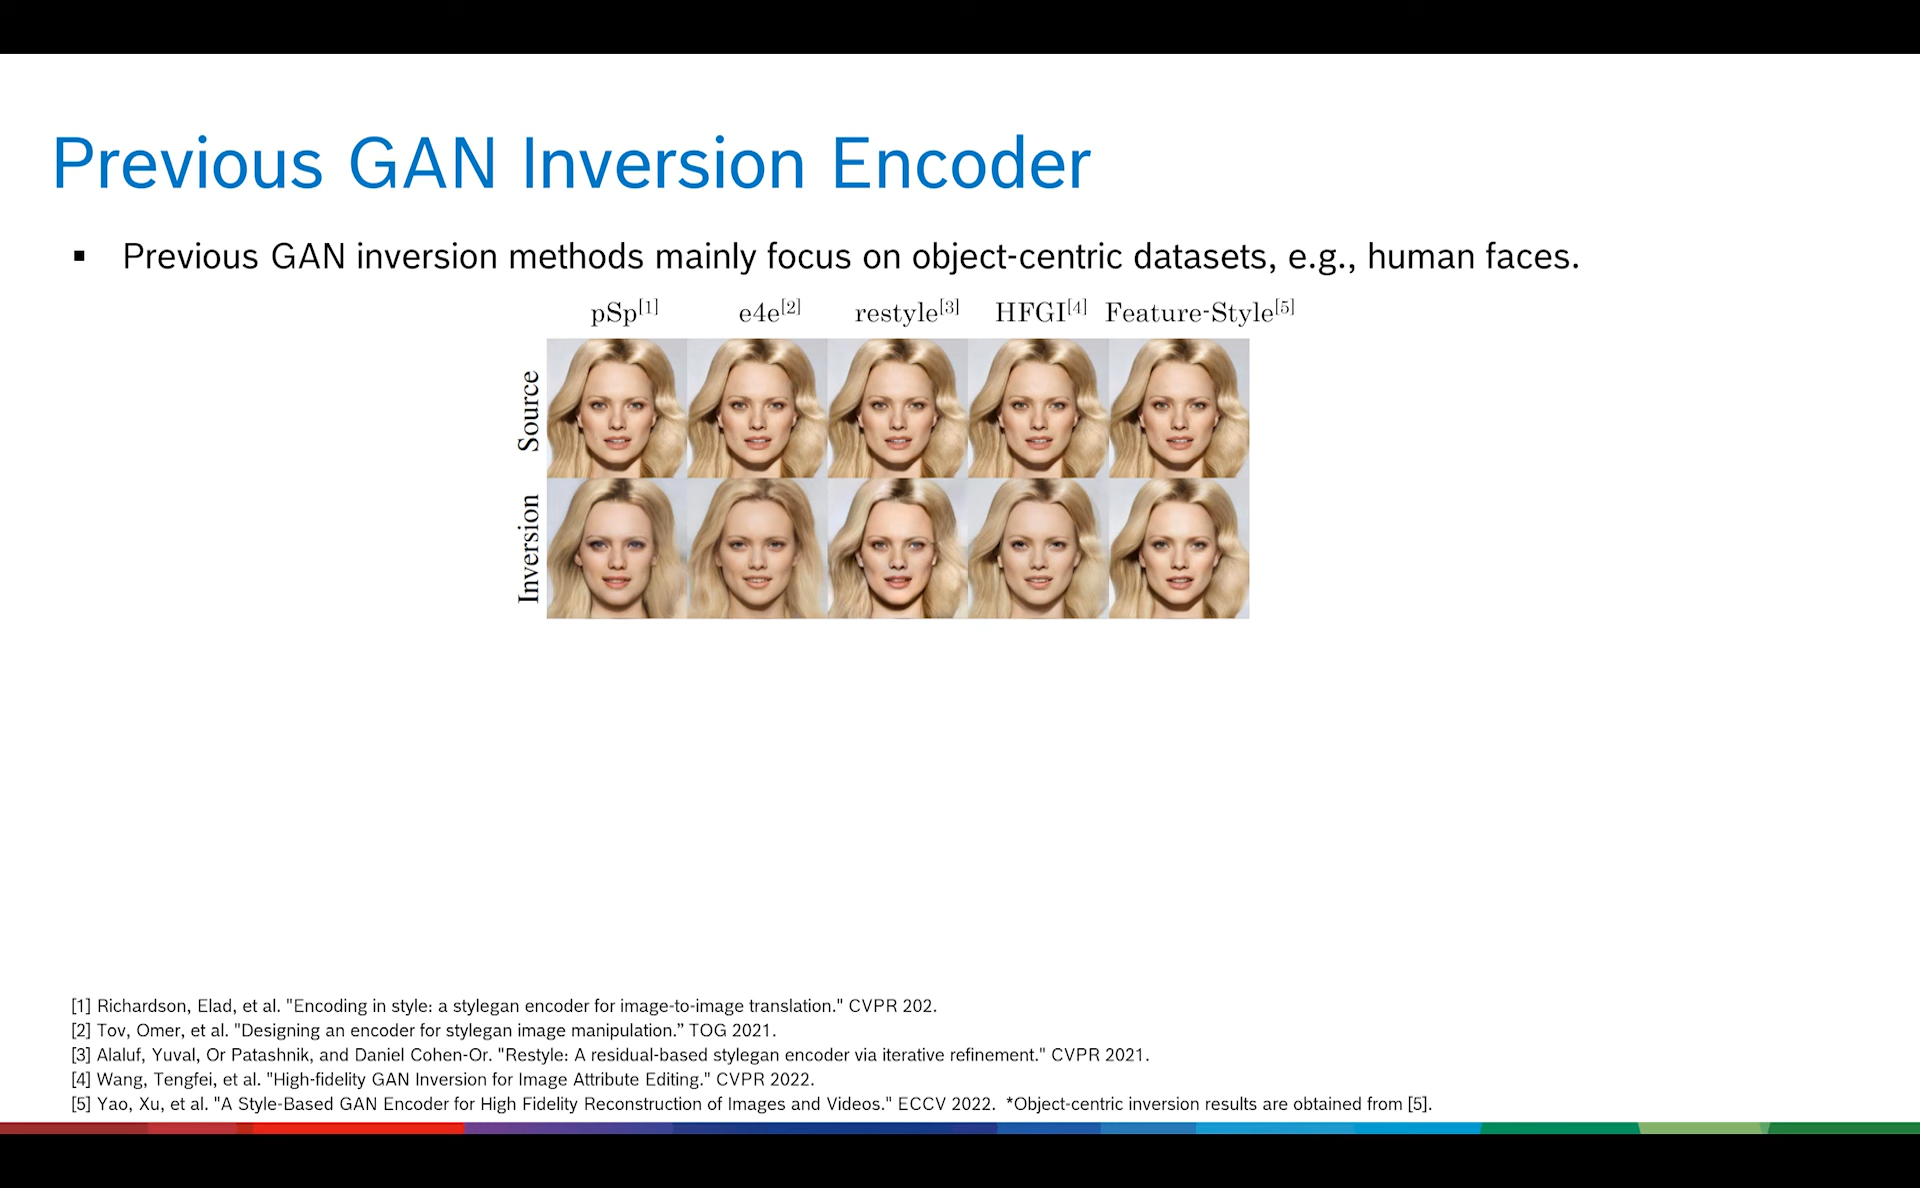 Previous GAN Inversion Encoder
▪ Previous GAN inversion methods mainly focus on object-centric datasets, e.g., human faces.
pSp[1] e4e[2] restyle[3] HFGI[4] Feature-Style[5]
Source
Inversion
[1] Richardson, Elad, et al. "Encoding in style: a stylegan encoder for image-to-image translation." CVPR 202.
[2] Tov, Omer, et al. "Designing an encoder for stylegan image manipulation.” TOG 2021.
[3] Alaluf, Yuval, Or Patashnik, and Daniel Cohen-Or. "Restyle: A residual-based stylegan encoder via iterative refinement." CVPR 2021.
[4] Wang, Tengfei, et al. "High-fidelity GAN Inversion for Image Attribute Editing." CVPR 2022.
[5] Yao, Xu, et al. "A Style-Based GAN Encoder for High Fidelity Reconstruction of Images and Videos." ECCV 2022. *Object-centric inversion results are obtained from [5].